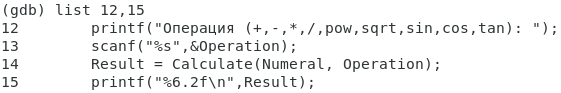 (gdb) list 12,15
12        printf("Операция (+,-,*,/,pow,sqrt,sin,cos,tan): ");
13        scanf("%s",&Operation);
14        Result = Calculate(Numeral, Operation);
15        printf("%6.2f\n",Result);